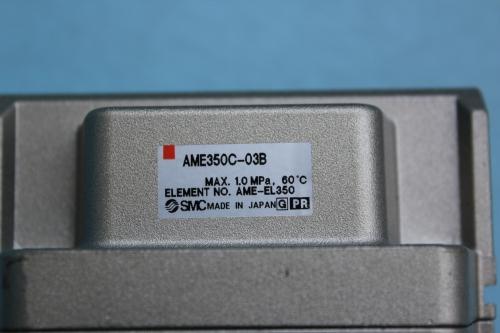 AME350C-03B
MAX. 1.0 MPa, 60°C
ELEMENT NO. AME-EL350
SMC MADE IN JAPAN G PR